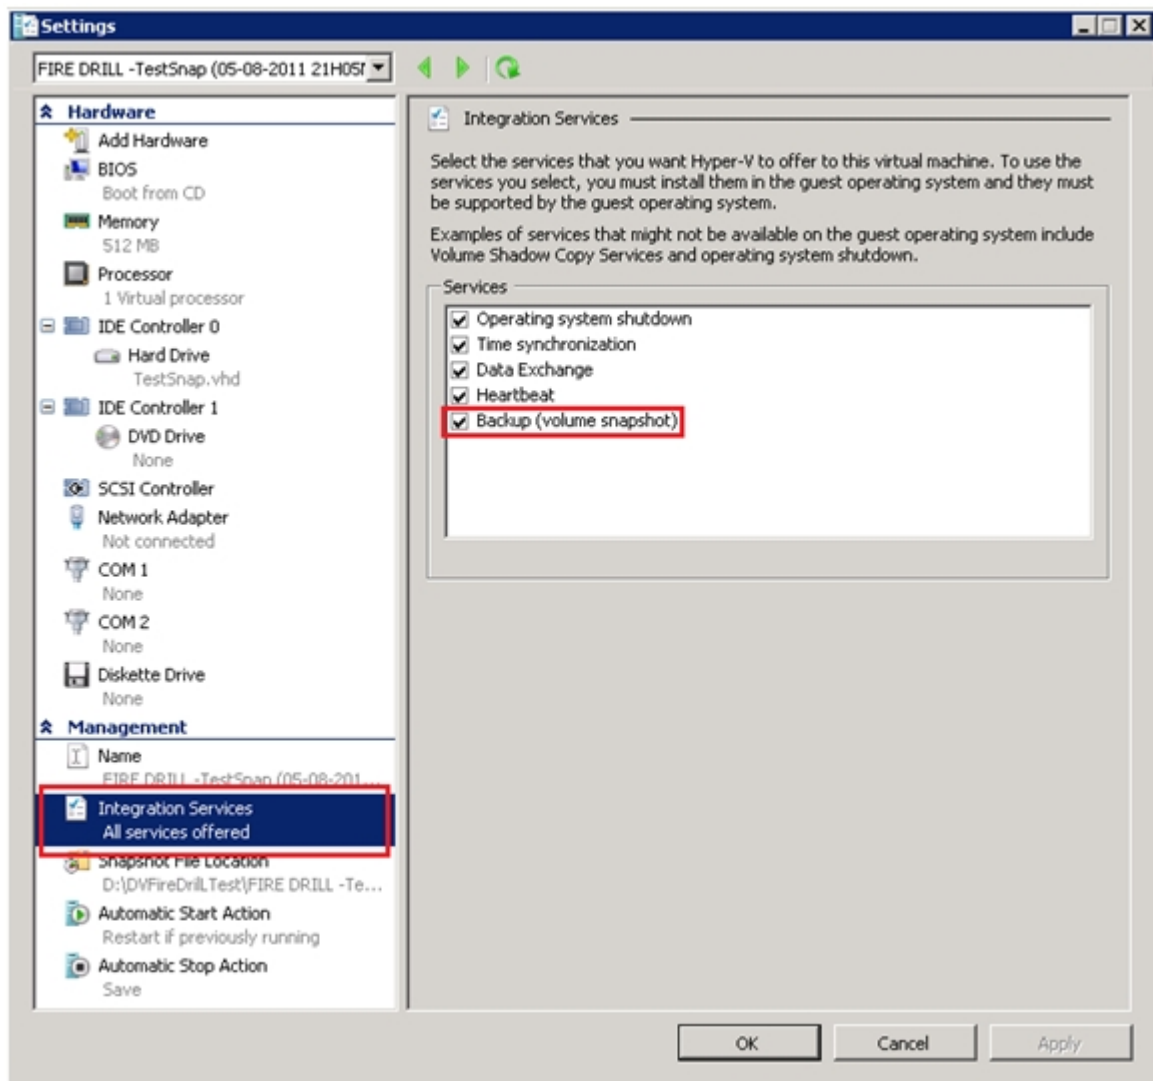 Settings
FIRE DRILL -TestSnap (05-08-2011 21H05
Hardware
Add Hardware
BIOS
Boot from CD
Memory
512 MB
Processor
1 Virtual processor
IDE Controller 0
Hard Drive
TestSnap.vhd
IDE Controller 1
DVD Drive
None
SCSI Controller
Network Adapter
Not connected
COM 1
None
COM 2
None
Diskette Drive
None
Management
Name
FIRE DRILL -TestSnap (05-08-201...
Integration Services
All services offered
Snapshot File Location
D:\DVFireDrilLTest\FIRE DRILL -Te...
Automatic Start Action
Restart if previously running
Automatic Stop Action
Save
Integration Services
Select the services that you want Hyper-V to offer to this virtual machine. To use the
services you select, you must install them in the guest operating system and they must
be supported by the guest operating system.
Examples of services that might not be available on the guest operating system include
Volume Shadow Copy Services and operating system shutdown.
Services
Operating system shutdown
Time synchronization
Data Exchange
Heartbeat
Backup (volume snapshot)
OK
Cancel
Apply